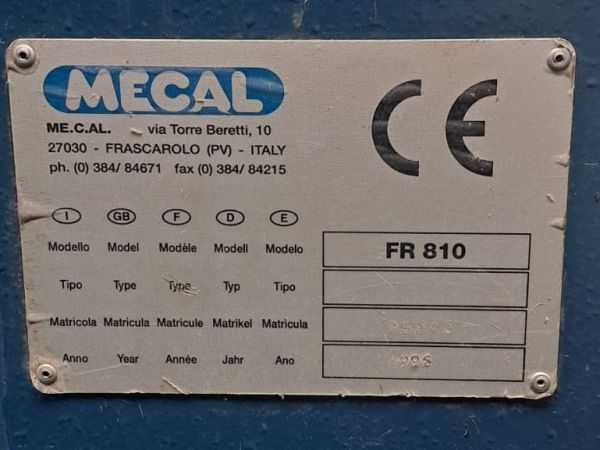 MECAL
CE
ME.C.AL. via Torre Beretti, 10
27030 - FRASCAROLO (PV) - ITALY
ph. (0) 384/ 84671 fax (0) 384/ 84215
I GB F D E
Modello Model Modèle Modell Modelo FR 810
Tipo Type Type Typ Tipo
Matricola Matricula Matricule Matrikel Matricula
Anno Year Année Jahr Ano